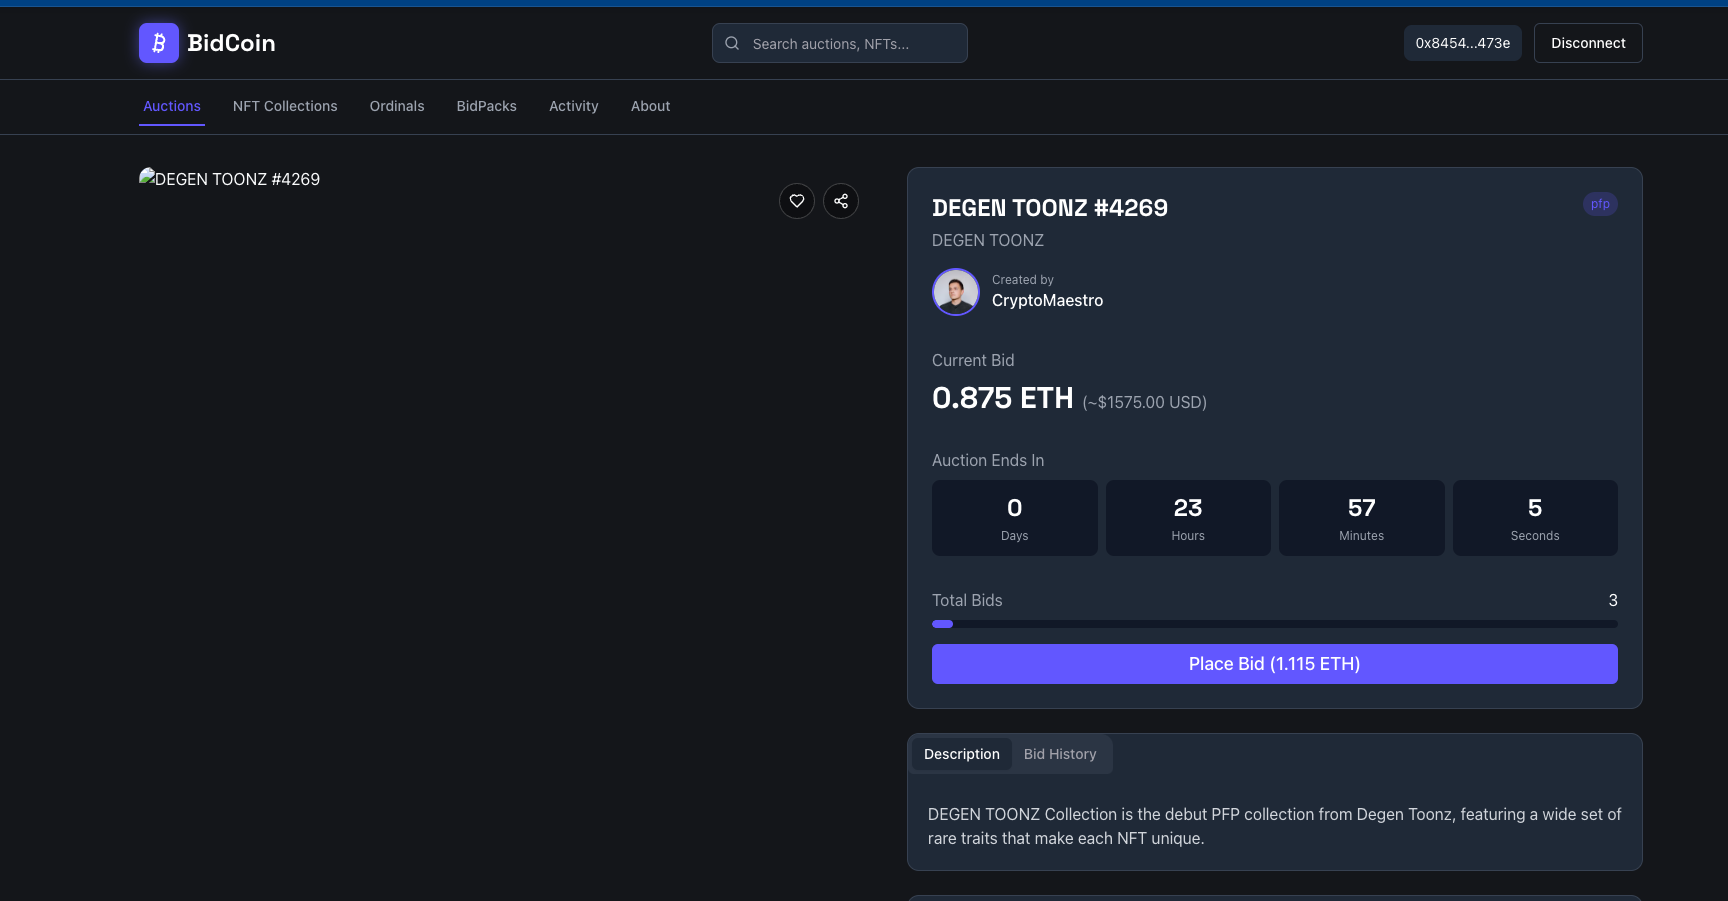 BidCoin
Search auctions, NFTs...
0x8454...473e
Disconnect
Auctions
NFT Collections
Ordinals
BidPacks
Activity
About
DEGEN TOONZ #4269
DEGEN TOONZ #4269
pfp
DEGEN TOONZ
Created by
CryptoMaestro
Current Bid
0.875 ETH (~$1575.00 USD)
Auction Ends In
0
Days
23
Hours
57
Minutes
5
Seconds
Total Bids
3
Place Bid (1.115 ETH)
Description
Bid History
DEGEN TOONZ Collection is the debut PFP collection from Degen Toonz, featuring a wide set of
rare traits that make each NFT unique.